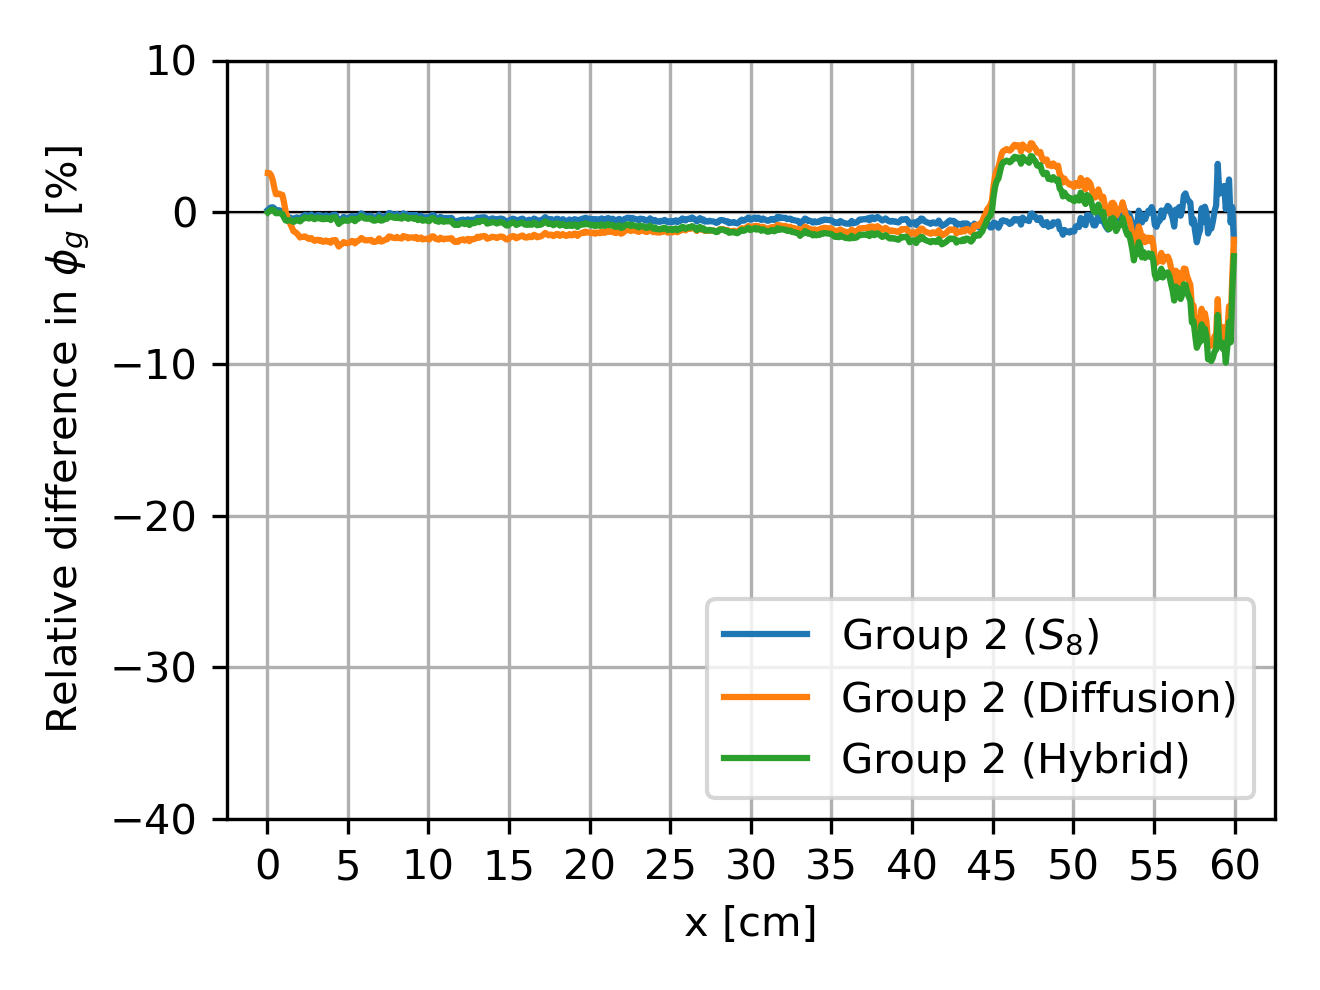 10
0
−10
−20
−30
−40
Relative difference in ϕg [%]
Group 2 (S8)
Group 2 (Diffusion)
Group 2 (Hybrid)
0 5 10 15 20 25 30 35 40 45 50 55 60
x [cm]